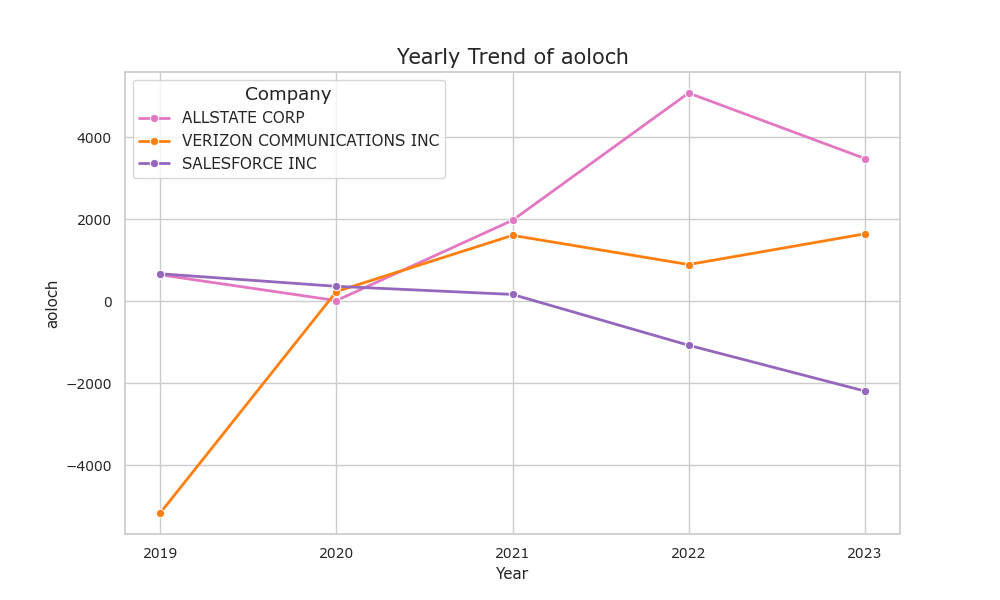 Yearly Trend of aoloch
Company
ALLSTATE CORP
VERIZON COMMUNICATIONS INC
SALESFORCE INC
4000
2000
0
−2000
−4000
aoloch
2019 2020 2021 2022 2023
Year